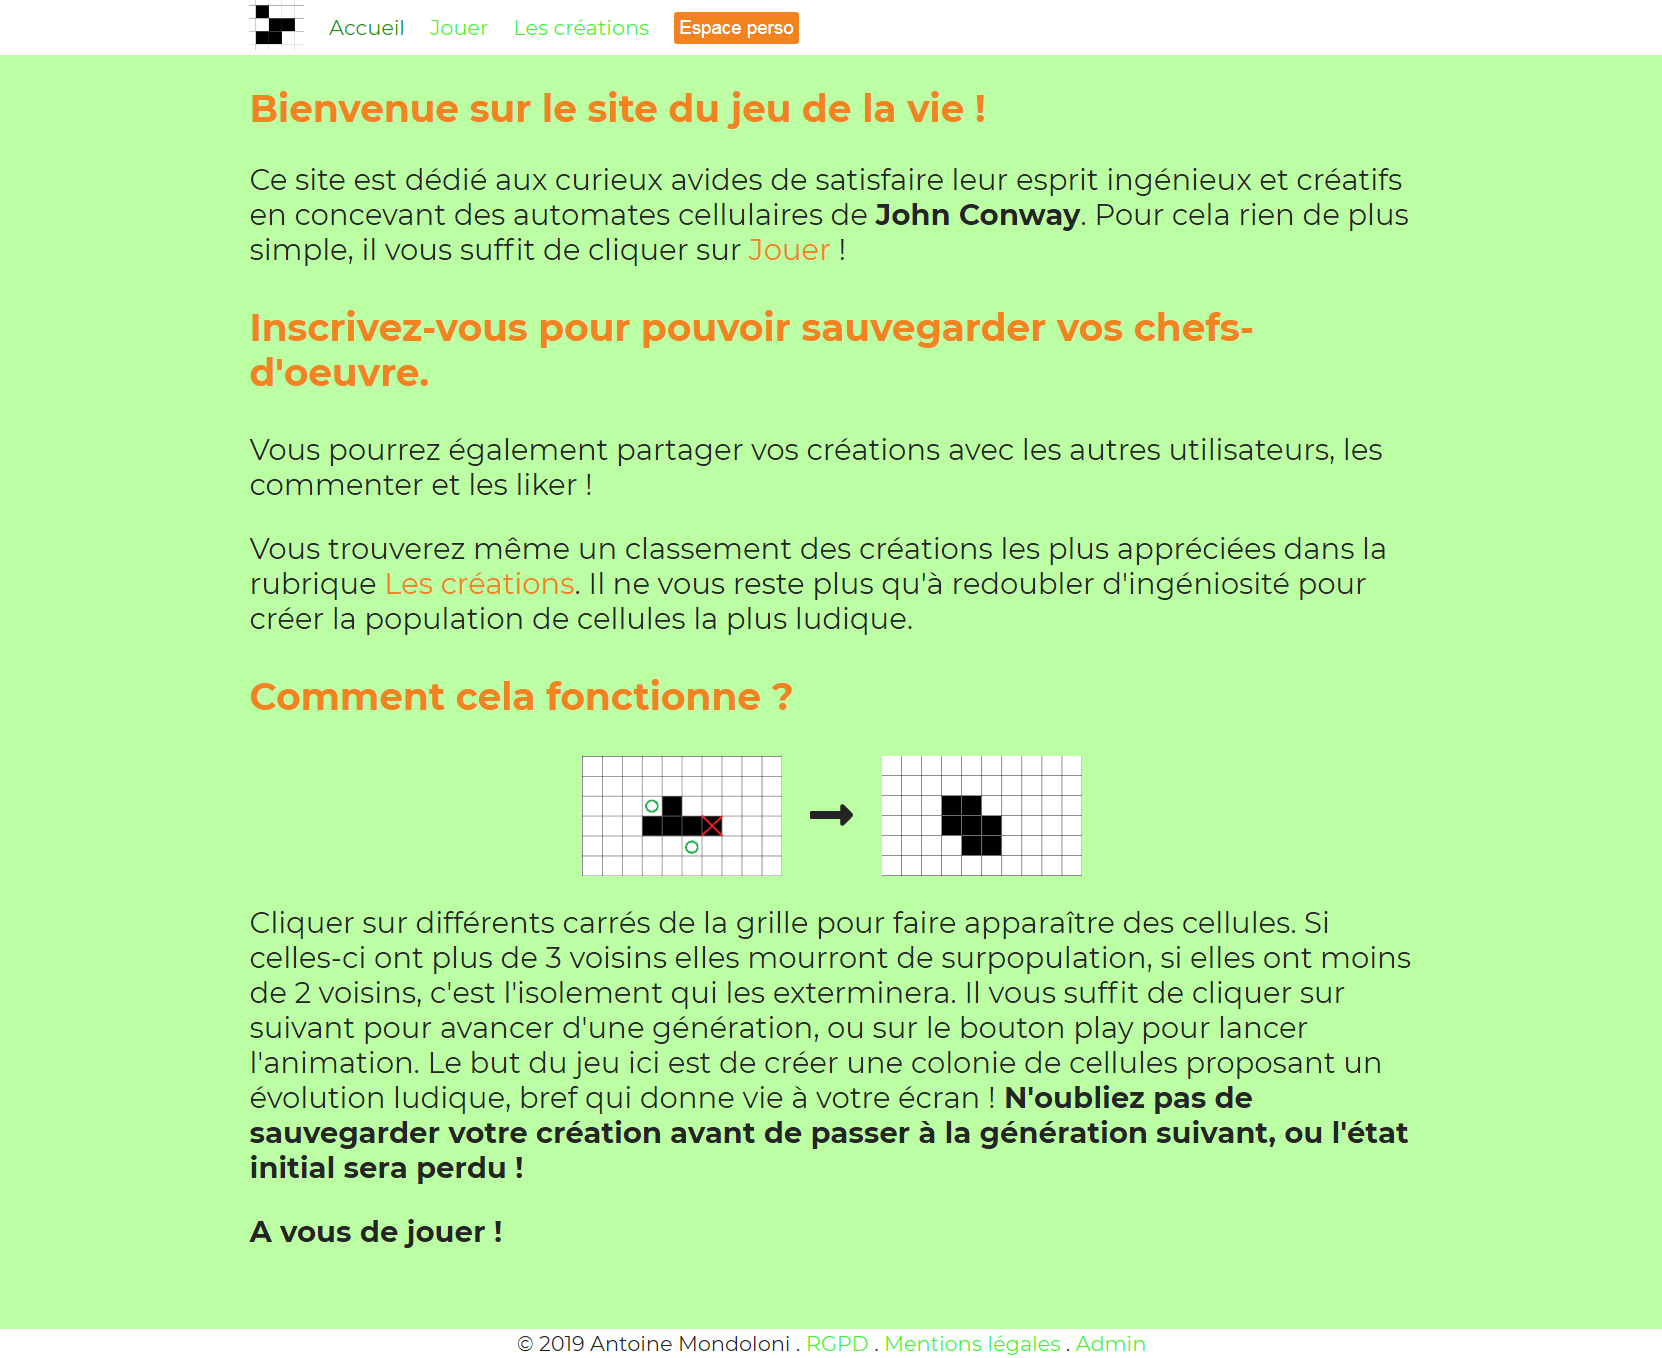 Accueil Jouer Les créations Espace perso
Bienvenue sur le site du jeu de la vie !
Ce site est dédié aux curieux avides de satisfaire leur esprit ingénieux et créatifs
en concevant des automates cellulaires de John Conway. Pour cela rien de plus
simple, il vous suffit de cliquer sur Jouer !
Inscrivez-vous pour pouvoir sauvegarder vos chefs-
d'oeuvre.
Vous pourrez également partager vos créations avec les autres utilisateurs, les
commenter et les liker !
Vous trouverez même un classement des créations les plus appréciées dans la
rubrique Les créations. Il ne vous reste plus qu'à redoubler d'ingéniosité pour
créer la population de cellules la plus ludique.
Comment cela fonctionne ?
Cliquer sur différents carrés de la grille pour faire apparaître des cellules. Si
celles-ci ont plus de 3 voisins elles mourront de surpopulation, si elles ont moins
de 2 voisins, c'est l'isolement qui les exterminera. Il vous suffit de cliquer sur
suivant pour avancer d'une génération, ou sur le bouton play pour lancer
l'animation. Le but du jeu ici est de créer une colonie de cellules proposant un
évolution ludique, bref qui donne vie à votre écran ! N'oubliez pas de
sauvegarder votre création avant de passer à la génération suivant, ou l'état
initial sera perdu !
A vous de jouer !
© 2019 Antoine Mondoloni . RGPD . Mentions légales . Admin